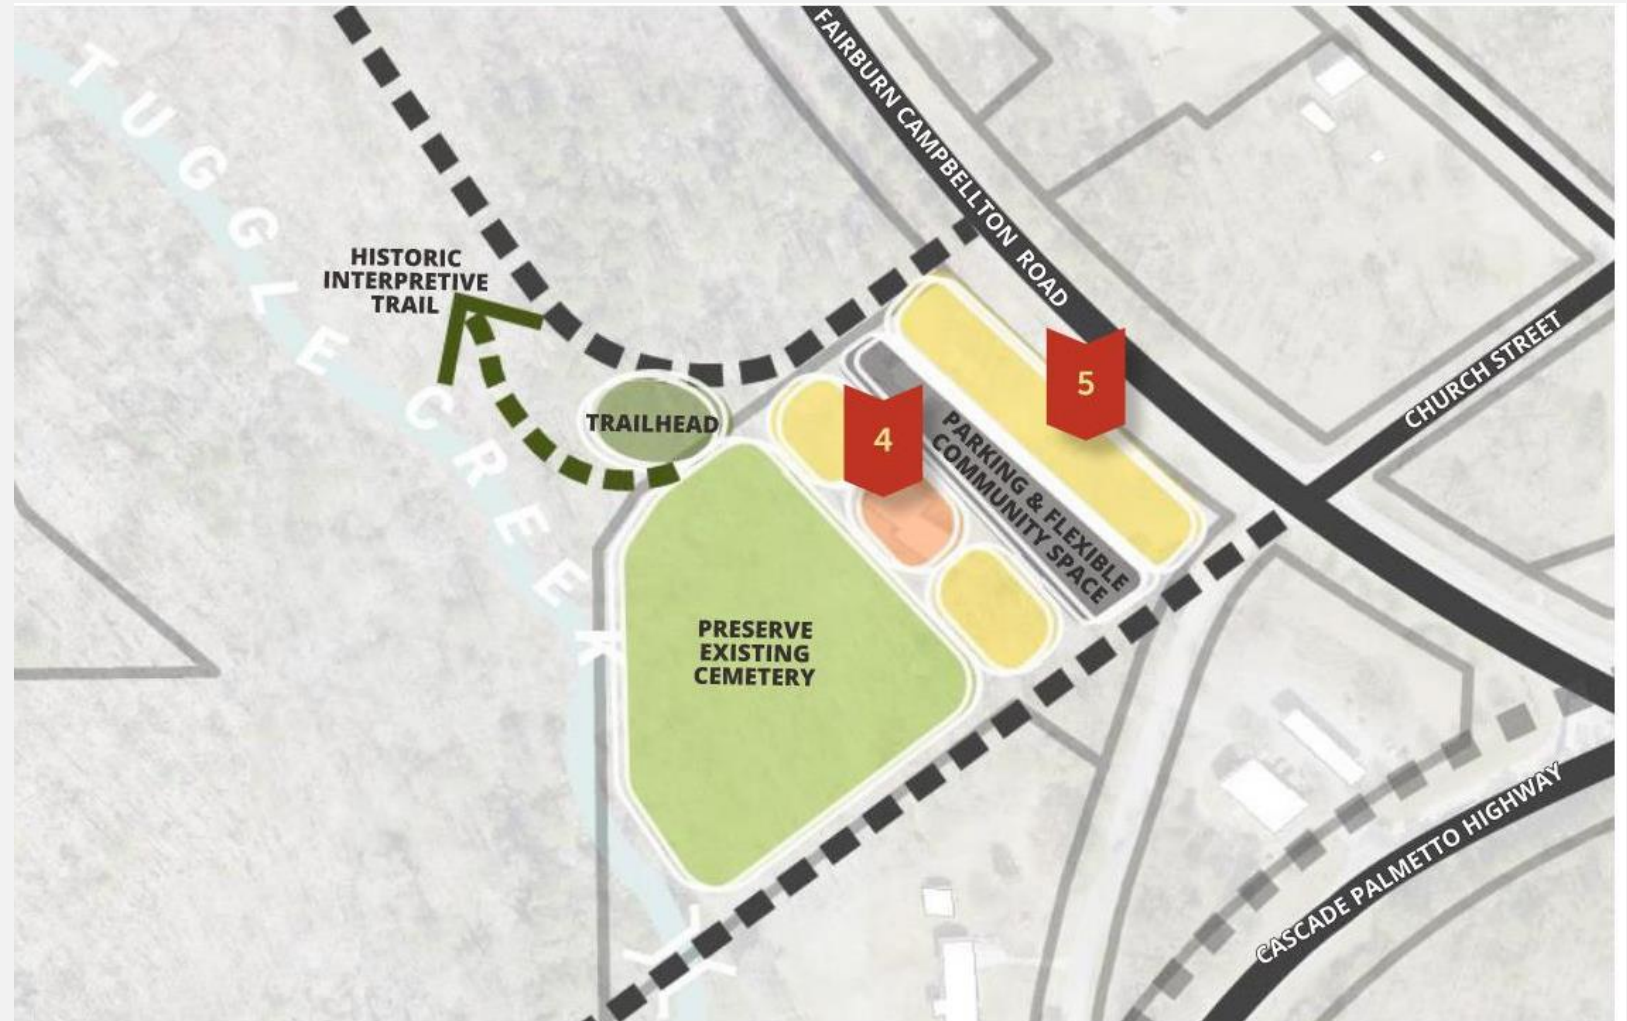 TUGGLE CREEK
FAIRBURN CAMPBELLTON ROAD
HISTORIC
INTERPRETIVE
TRAIL
CHURCH STREET
5
TRAILHEAD
4
PARKING & FLEXIBLE
COMMUNITY SPACE
PRESERVE
EXISTING
CEMETERY
CASCADE PALMETTO HIGHWAY